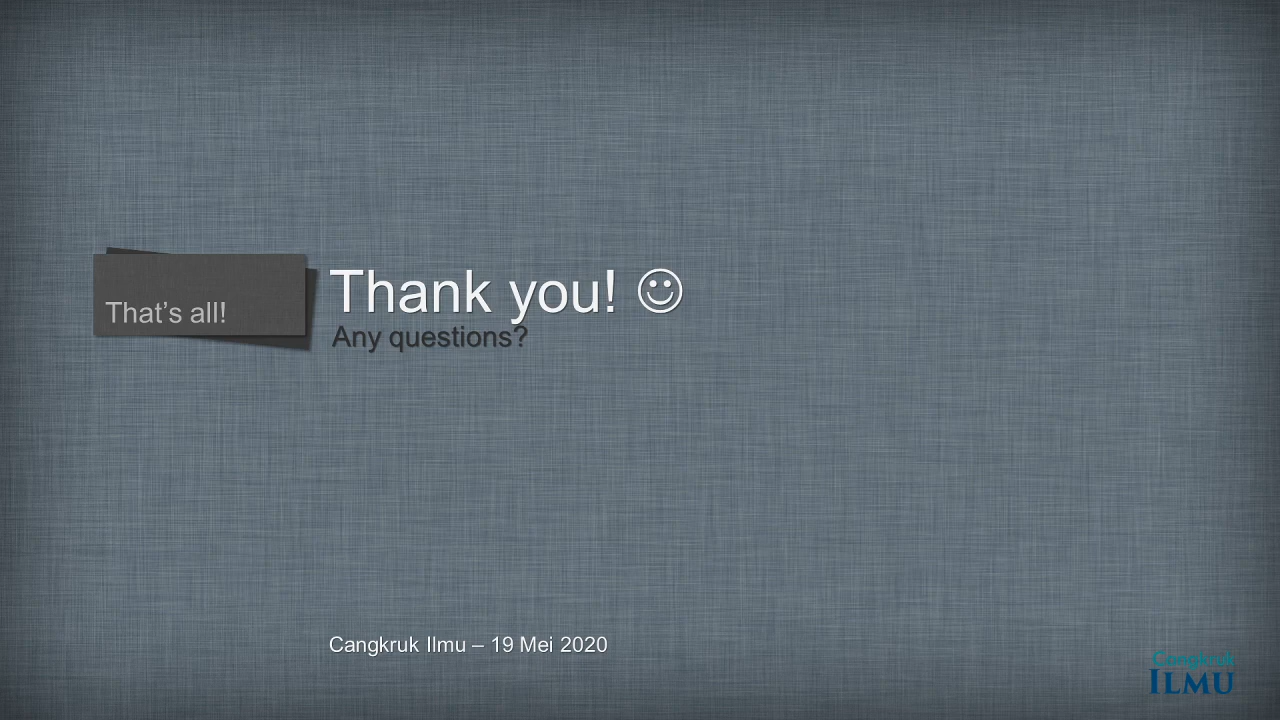 That's all!
Thank you! ☺
Any questions?
Cangkruk Ilmu – 19 Mei 2020
Cangkruk
ILMU